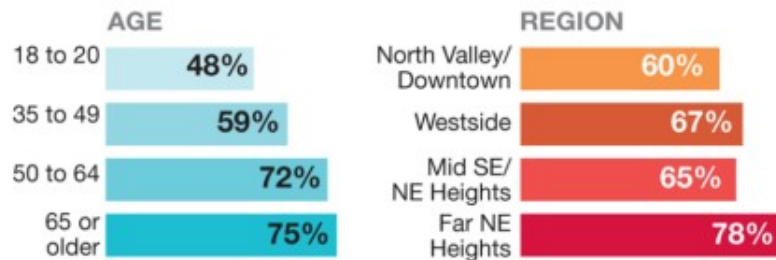 AGE
18 to 20
48%
35 to 49
59%
50 to 64
72%
65 or
older
75%
REGION
North Valley/
Downtown
60%
Westside
67%
Mid SE/
NE Heights
65%
Far NE
Heights
78%